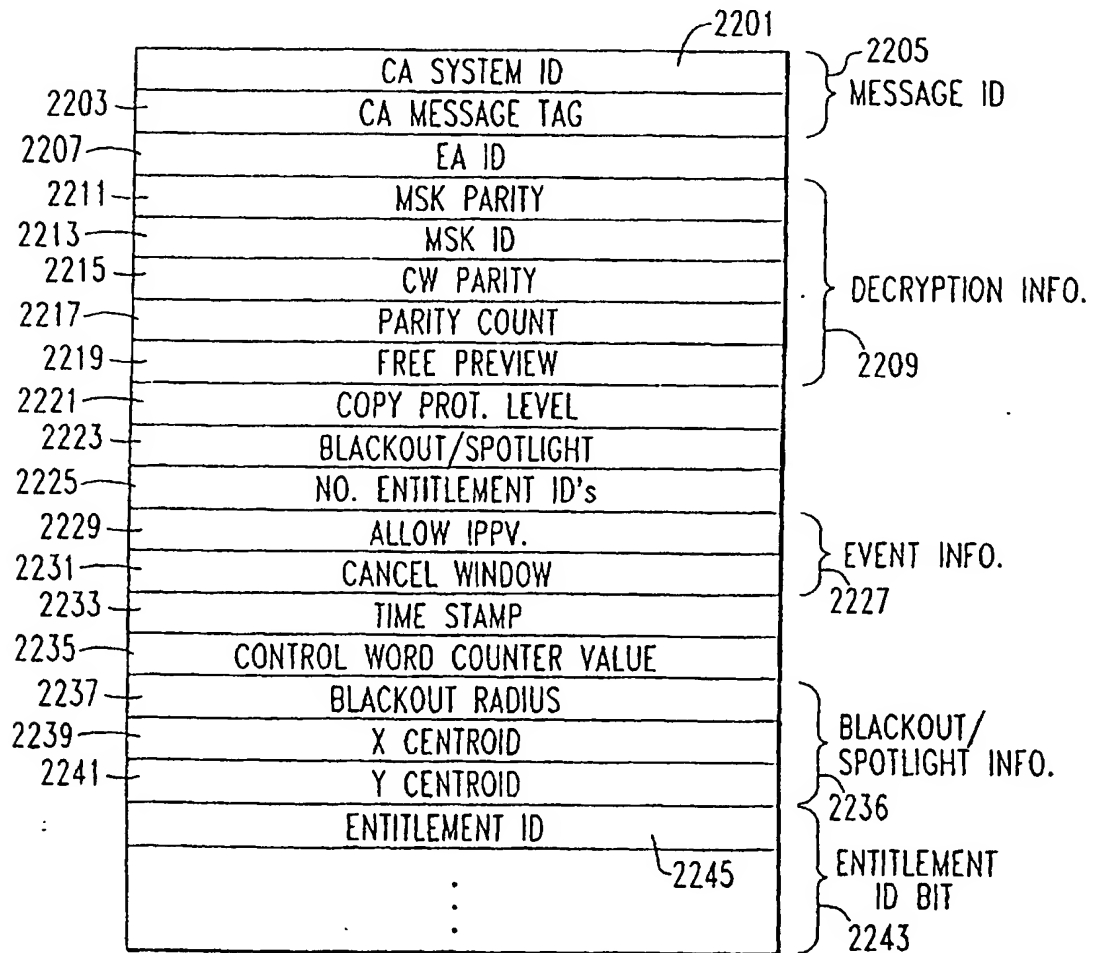 2201
CA SYSTEM ID
2205
MESSAGE ID
2203
CA MESSAGE TAG
2207
EA ID
2211
MSK PARITY
2213
MSK ID
2215
CW PARITY
DECRYPTION INFO.
2217
PARITY COUNT
2219
FREE PREVIEW
2209
2221
COPY PROT. LEVEL
2223
BLACKOUT/SPOTLIGHT
2225
NO. ENTITLEMENT ID's
2229
ALLOW IPPV.
EVENT INFO.
2231
CANCEL WINDOW
2227
2233
TIME STAMP
2235
CONTROL WORD COUNTER VALUE
2237
BLACKOUT RADIUS
2239
X CENTROID
BLACKOUT/
SPOTLIGHT INFO.
2241
Y CENTROID
2236
ENTITLEMENT ID
2245
ENTITLEMENT
ID BIT
2243